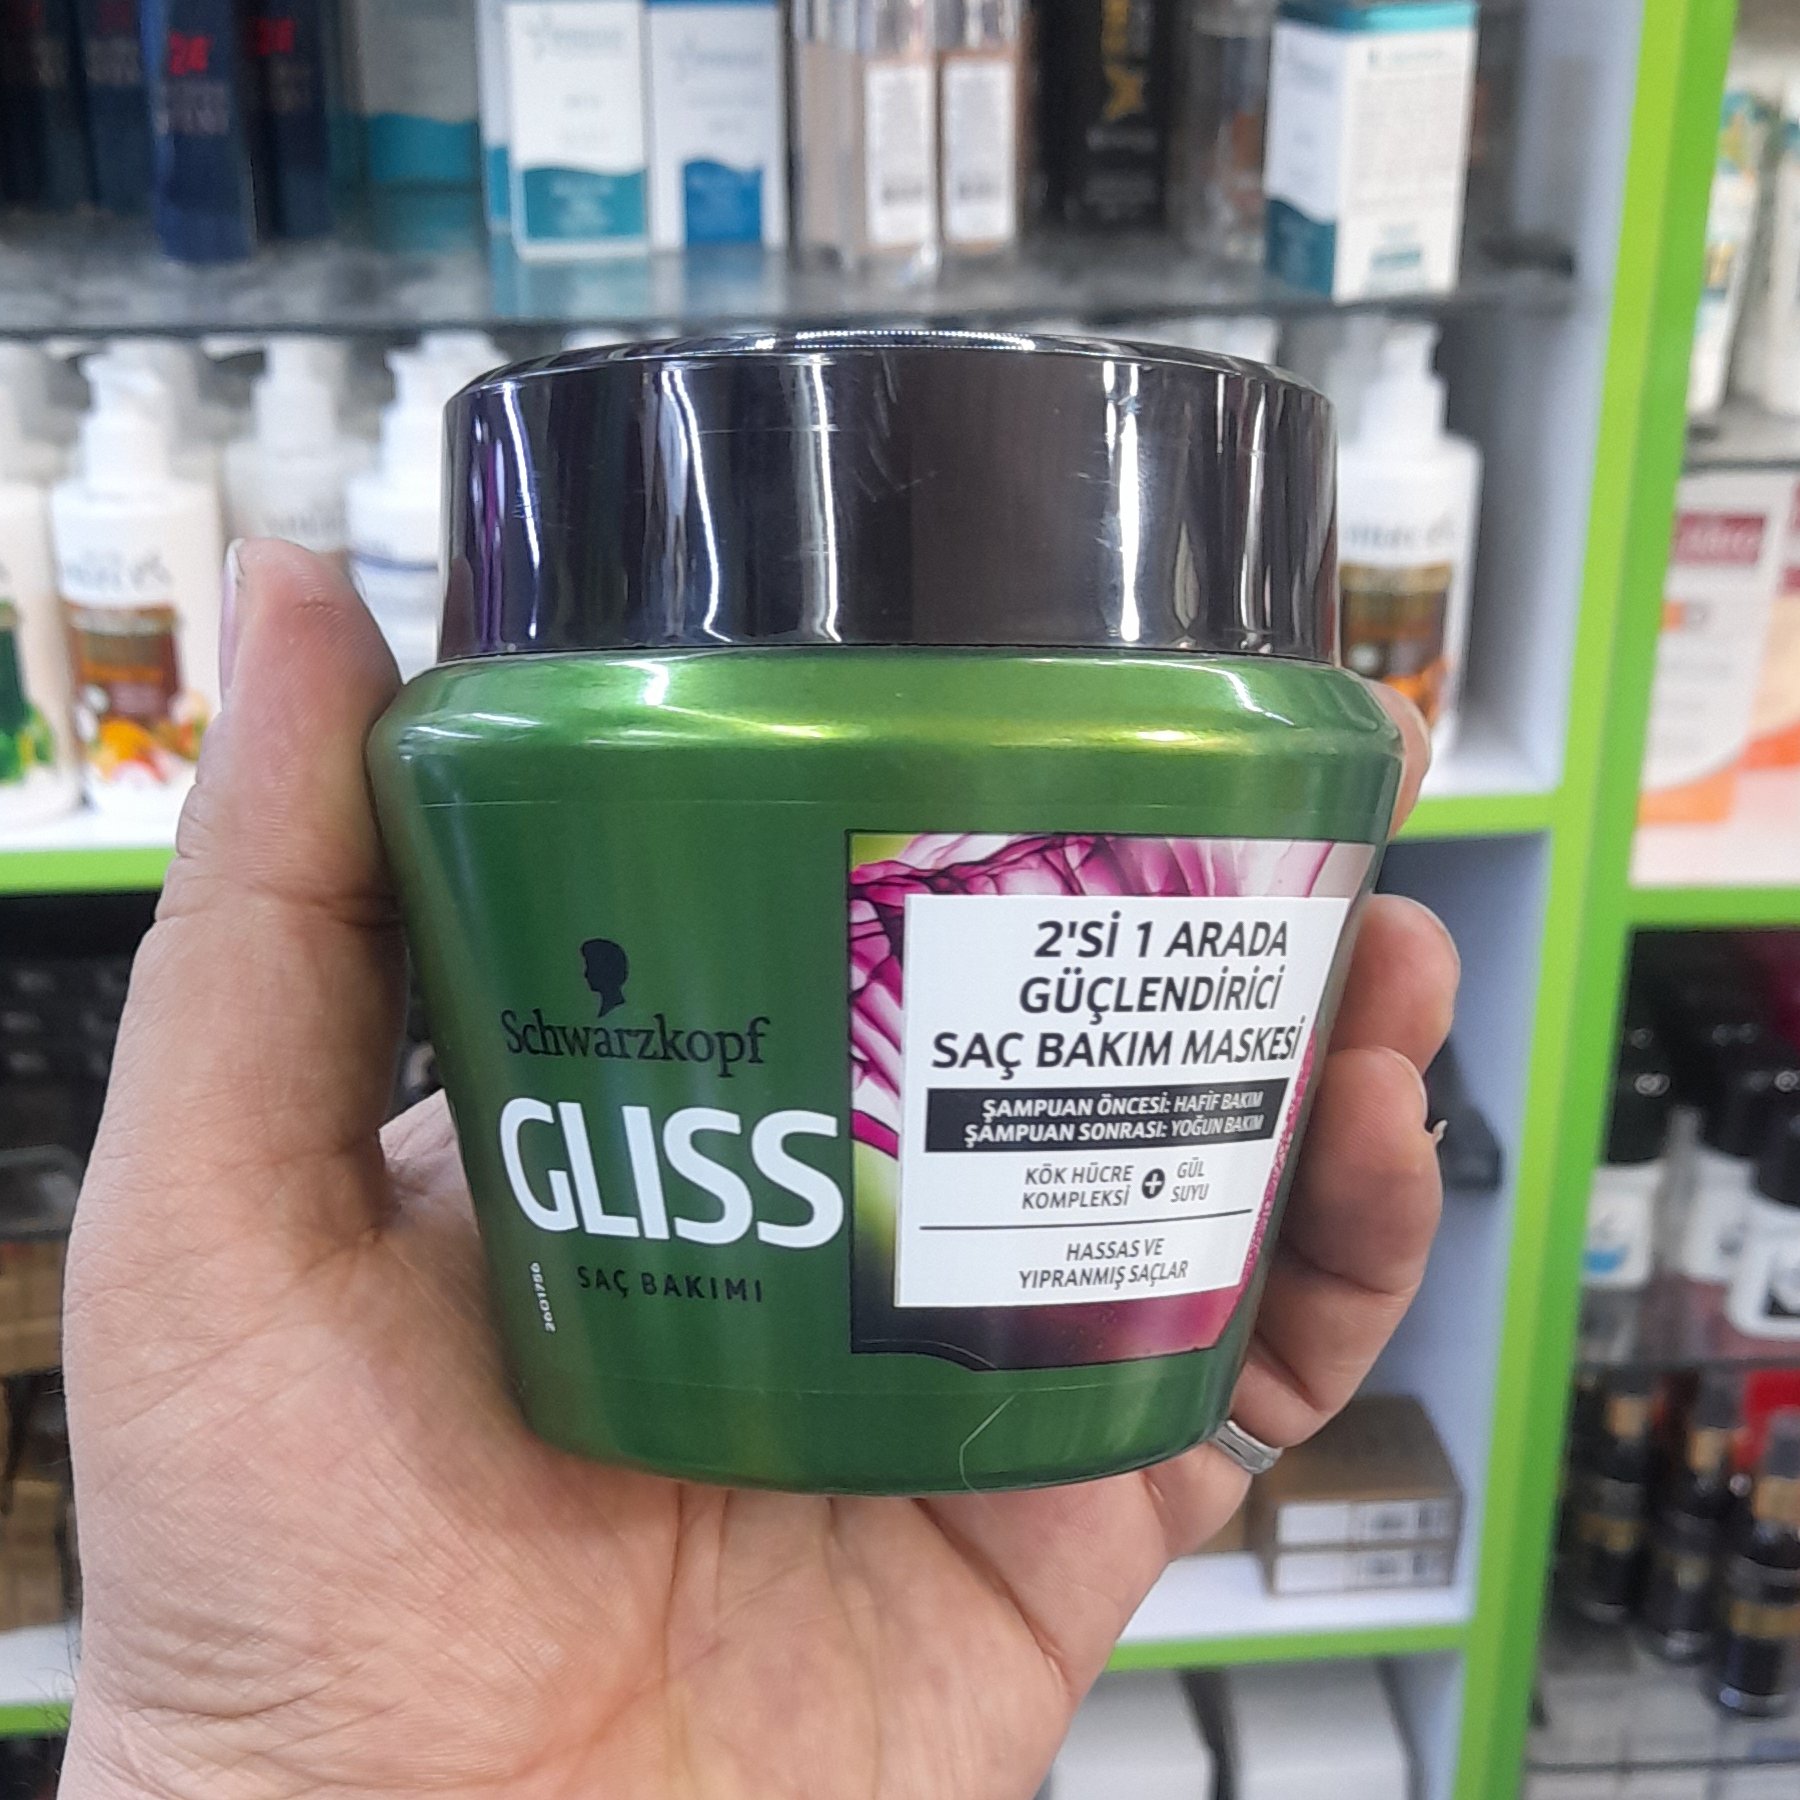 Schwarzkopf
GLISS
SAÇ BAKIMI
2601756
2'Sİ 1 ARADA
GÜÇLENDİRİCİ
SAÇ BAKIM MASKESİ
ŞAMPUAN ÖNCESİ: HAFİF BAKIM
ŞAMPUAN SONRASI: YOĞUN BAKIM
KÖK HÜCRE
KOMPLEKSİ
+
GÜL
SUYU
HASSAS VE
YIPRANMIŞ SAÇLAR